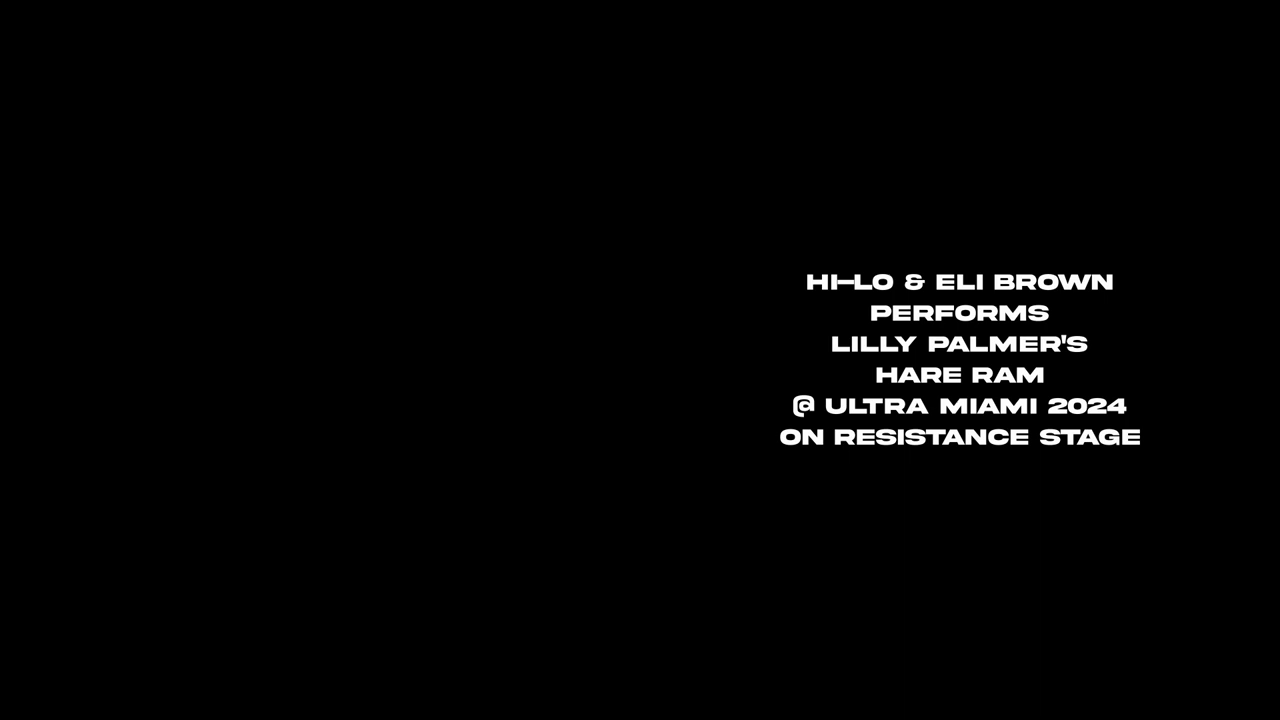 HI-LO & ELI BROWN
PERFORMS
LILLY PALMER'S
HARE RAM
@ ULTRA MIAMI 2024
ON RESISTANCE STAGE